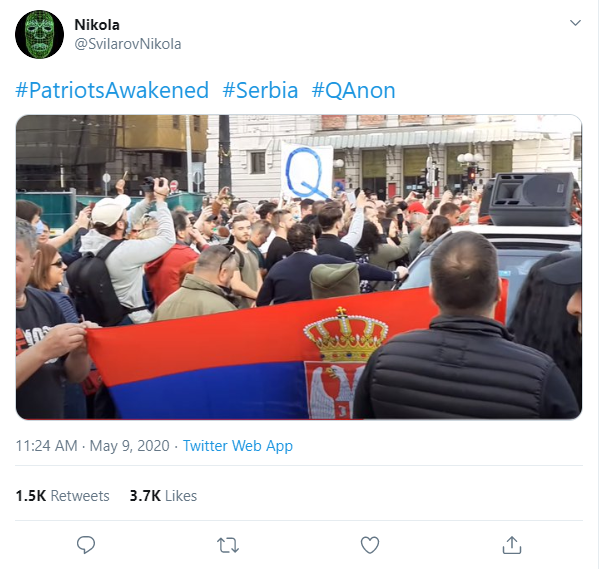 Nikola
@SvilarovNikola
#PatriotsAwakened #Serbia #QAnon
Q
11:24 AM · May 9, 2020 · Twitter Web App
1.5K Retweets 3.7K Likes